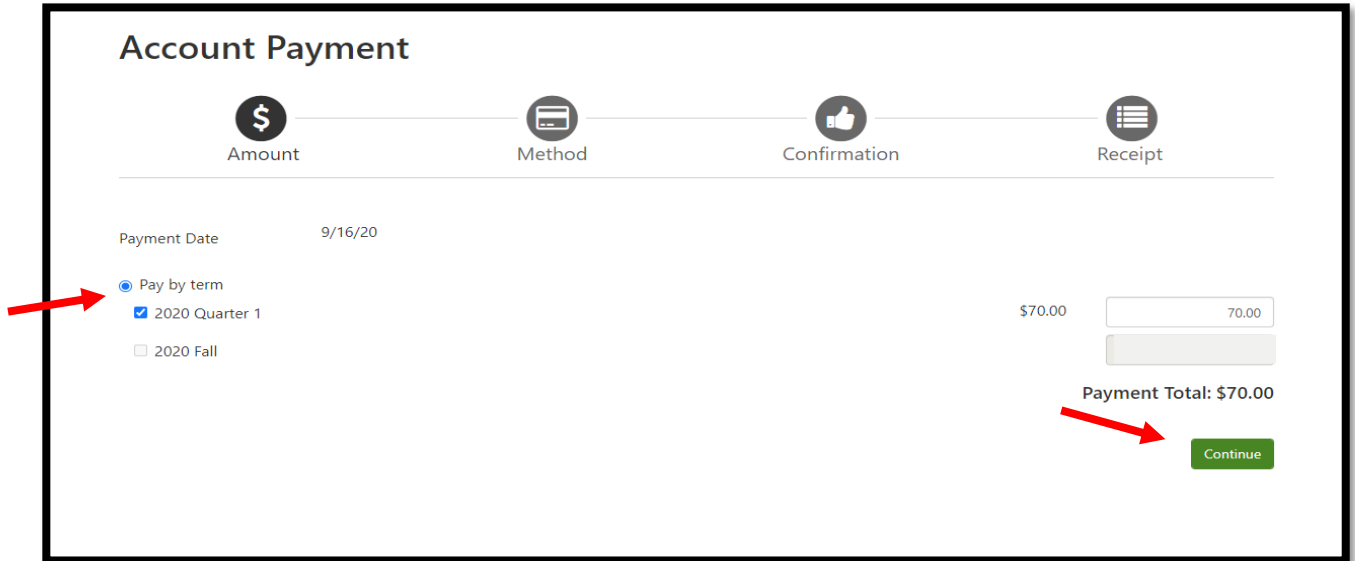 Account Payment
$
Amount Method Confirmation Receipt
Payment Date 9/16/20
Pay by term
2020 Quarter 1 $70.00 70.00
2020 Fall
Payment Total: $70.00
Continue